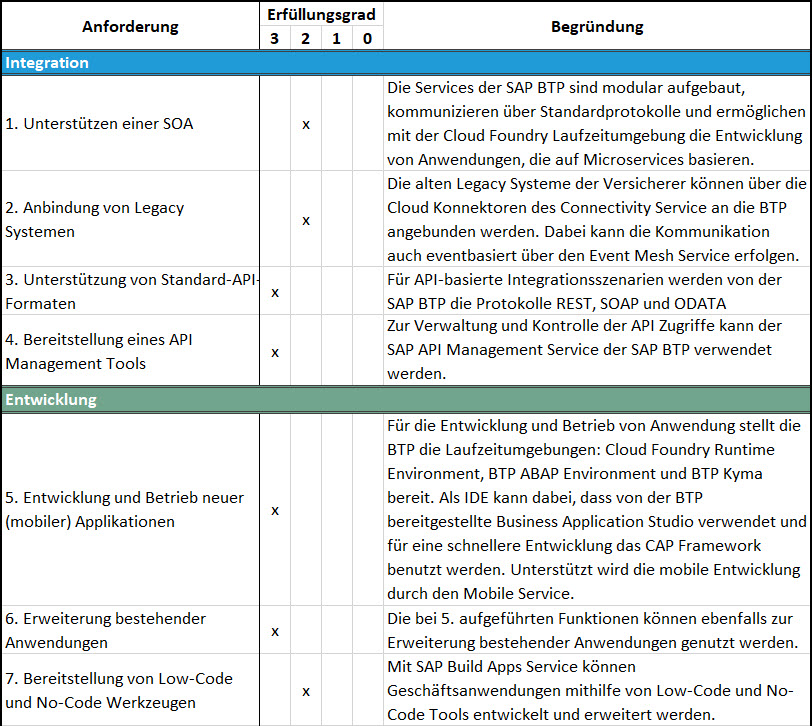 Anforderung
Erfüllungsgrad
3 2 1 0
Begründung
Integration
1. Unterstützen einer SOA
x
Die Services der SAP BTP sind modular aufgebaut,
kommunizieren über Standardprotokolle und ermöglichen
mit der Cloud Foundry Laufzeitumgebung die Entwicklung
von Anwendungen, die auf Microservices basieren.
2. Anbindung von Legacy
Systemen
x
Die alten Legacy Systeme der Versicherer können über die
Cloud Konnektoren des Connectivity Service an die BTP
angebunden werden. Dabei kann die Kommunikation
auch eventbasiert über den Event Mesh Service erfolgen.
3. Unterstützung von Standard-API-
Formaten
x
Für API-basierte Integrationsszenarien werden von der
SAP BTP die Protokolle REST, SOAP und ODATA
4. Bereitstellung eines API
Management Tools
x
Zur Verwaltung und Kontrolle der API Zugriffe kann der
SAP API Management Service der SAP BTP verwendet
werden.
Entwicklung
5. Entwicklung und Betrieb neuer
(mobiler) Applikationen
x
Für die Entwicklung und Betrieb von Anwendung stellt die
BTP die Laufzeitumgebungen: Cloud Foundry Runtime
Environment, BTP ABAP Environment und BTP Kyma
bereit. Als IDE kann dabei, dass von der BTP
bereitgestellte Business Application Studio verwendet und
für eine schnellere Entwicklung das CAP Framework
benutzt werden. Unterstützt wird die mobile Entwicklung
durch den Mobile Service.
6. Erweiterung bestehender
Anwendungen
x
Die bei 5. aufgeführten Funktionen können ebenfalls zur
Erweiterung bestehender Anwendungen genutzt werden.
7. Bereitstellung von Low-Code
und No-Code Werkzeugen
x
Mit SAP Build Apps Service können
Geschäftsanwendungen mithilfe von Low-Code und No-
Code Tools entwickelt und erweitert werden.